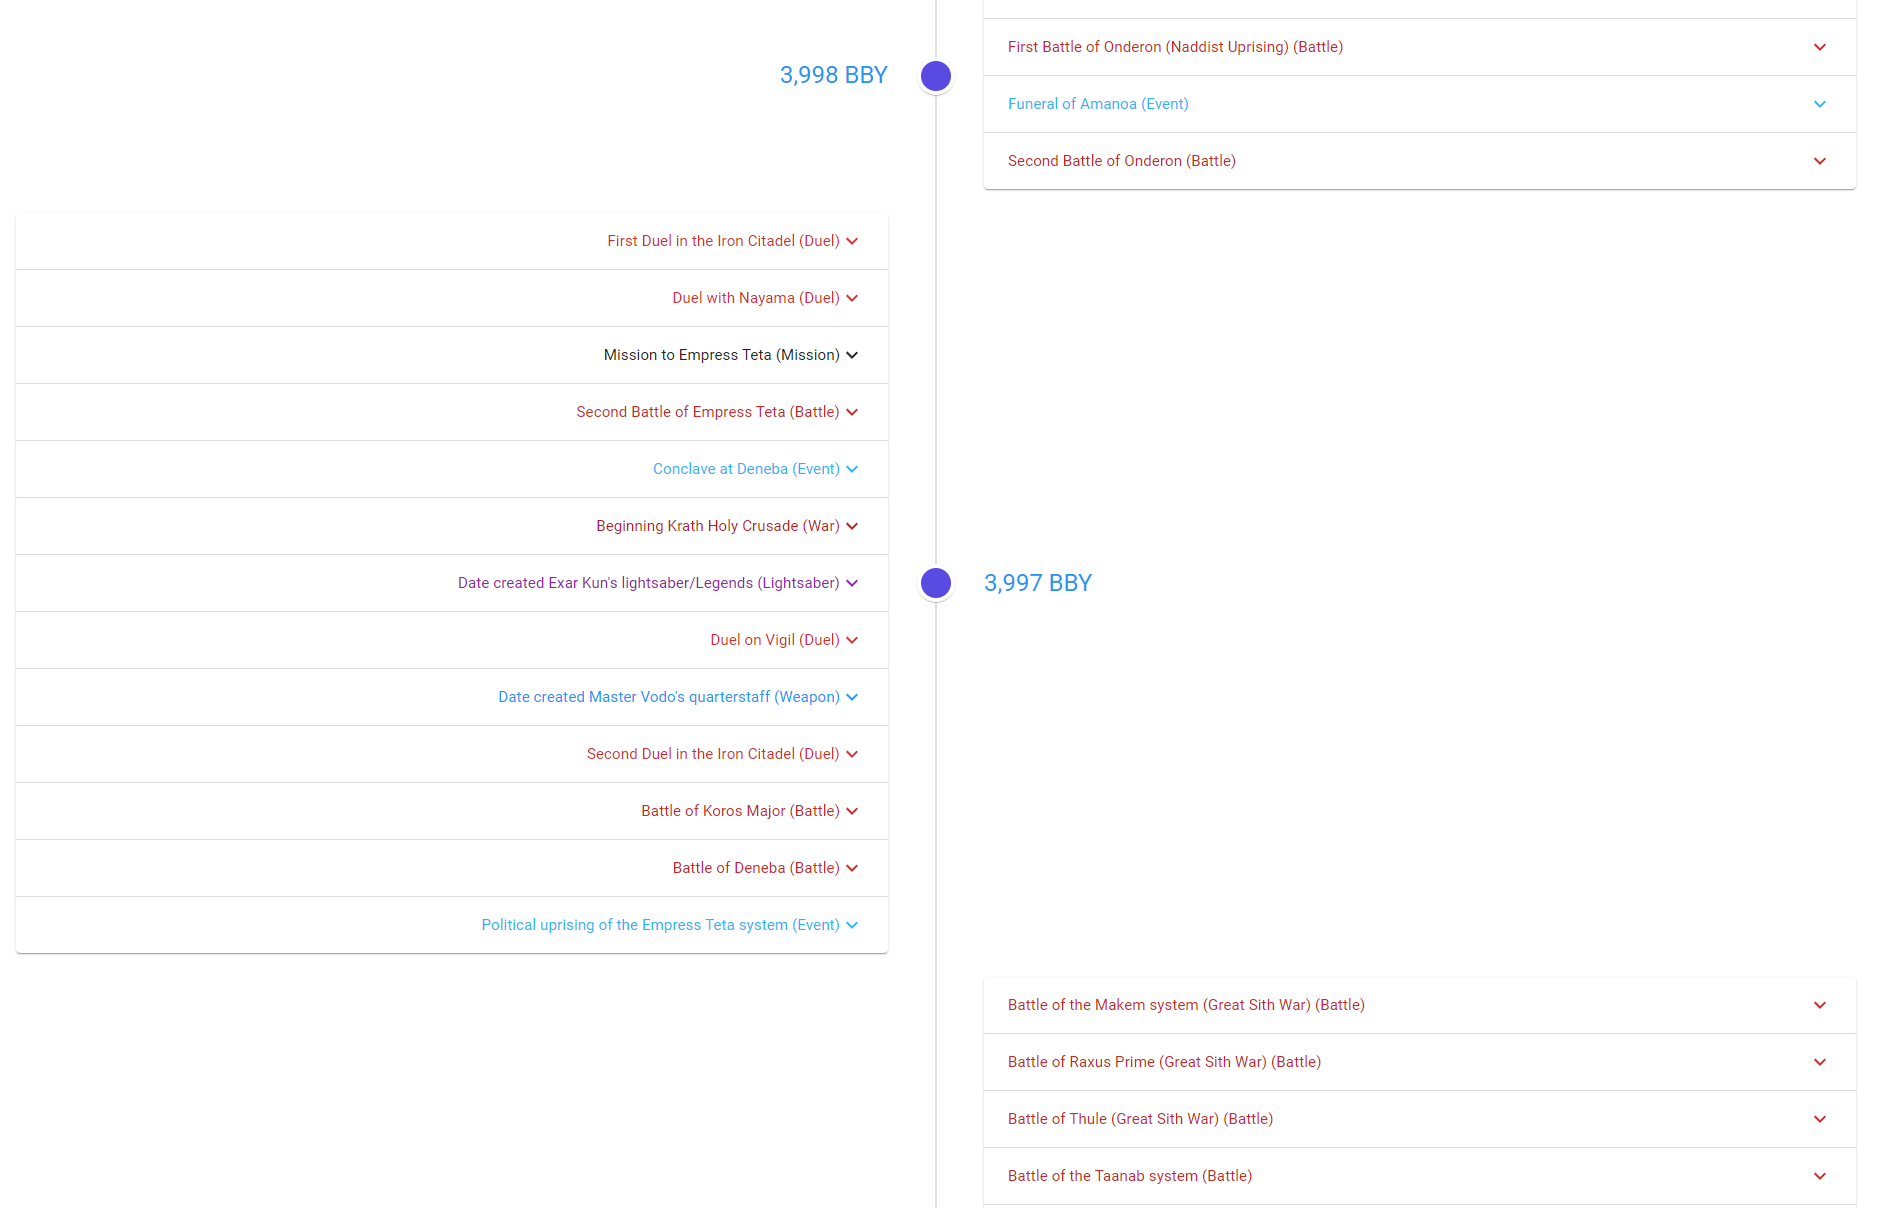 First Battle of Onderon (Naddist Uprising) (Battle)
3,998 BBY
Funeral of Amanoa (Event)
Second Battle of Onderon (Battle)
First Duel in the Iron Citadel (Duel)
Duel with Nayama (Duel)
Mission to Empress Teta (Mission)
Second Battle of Empress Teta (Battle)
Conclave at Deneba (Event)
Beginning Krath Holy Crusade (War)
Date created Exar Kun's lightsaber/Legends (Lightsaber)
3,997 BBY
Duel on Vigil (Duel)
Date created Master Vodo's quarterstaff (Weapon)
Second Duel in the Iron Citadel (Duel)
Battle of Koros Major (Battle)
Battle of Deneba (Battle)
Political uprising of the Empress Teta system (Event)
Battle of the Makem system (Great Sith War) (Battle)
Battle of Raxus Prime (Great Sith War) (Battle)
Battle of Thule (Great Sith War) (Battle)
Battle of the Taanab system (Battle)